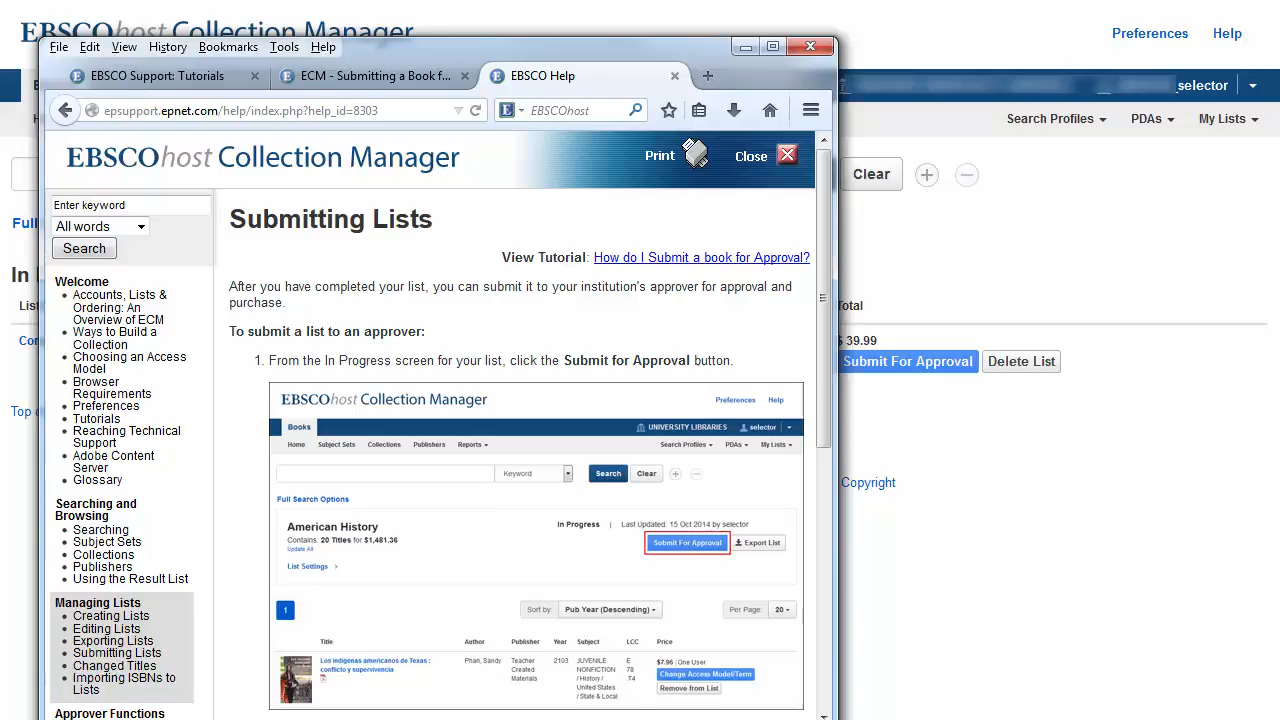 EBSCOhost Collection Manager
Preferences
Help
File Edit View History Bookmarks Tools Help
EBSCO Support: Tutorials
ECM - Submitting a Book f...
EBSCO Help
selector
epsupport.epnet.com/help/index.php?help_id=8303
EBSCOhost
Search Profiles
PDAs
My Lists
EBSCOhost Collection Manager
Print
Close
Clear
Enter keyword
All words
Search
Full
In
List
Con
Top
Submitting Lists
View Tutorial: How do I Submit a book for Approval?
After you have completed your list, you can submit it to your institution's approver for approval and
purchase.
To submit a list to an approver:
1. From the In Progress screen for your list, click the Submit for Approval button.
Total
$ 39.99
Submit For Approval
Delete List
Copyright
Welcome
Accounts, Lists &
Ordering: An
Overview of ECM
Ways to Build a
Collection
Choosing an Access
Model
Browser
Requirements
Preferences
Tutorials
Reaching Technical
Support
Adobe Content
Server
Glossary
Searching and
Browsing
Searching
Subject Sets
Collections
Publishers
Using the Result List
Managing Lists
Creating Lists
Editing Lists
Exporting Lists
Submitting Lists
Changed Titles
Importing ISBNs to
Lists
Approver Functions
EBSCOhost Collection Manager
Preferences
Help
Books
UNIVERSITY LIBRARIES
selector
Home Subject Sets Collections Publishers Reports
Search Profiles PDAs My Lists
Keyword
Search
Clear
Full Search Options
American History
In Progress | Last Updated: 15 Oct 2014 by selector
Contains: 20 Titles for $1,481.36
Update All
Submit For Approval
Export List
List Settings
1
Sort by: Pub Year (Descending)
Per Page: 20
Title Author Publisher Year Subject LCC Price
Los indígenas americanos de Texas :
conflicto y supervivencia
Phan, Sandy
Teacher
Created
Materials
2103
JUVENILE
NONFICTION
/ History /
United
States /
State & Local
E
78
.T4
$7.96 | One User
Change Access Model/Term
Remove from List